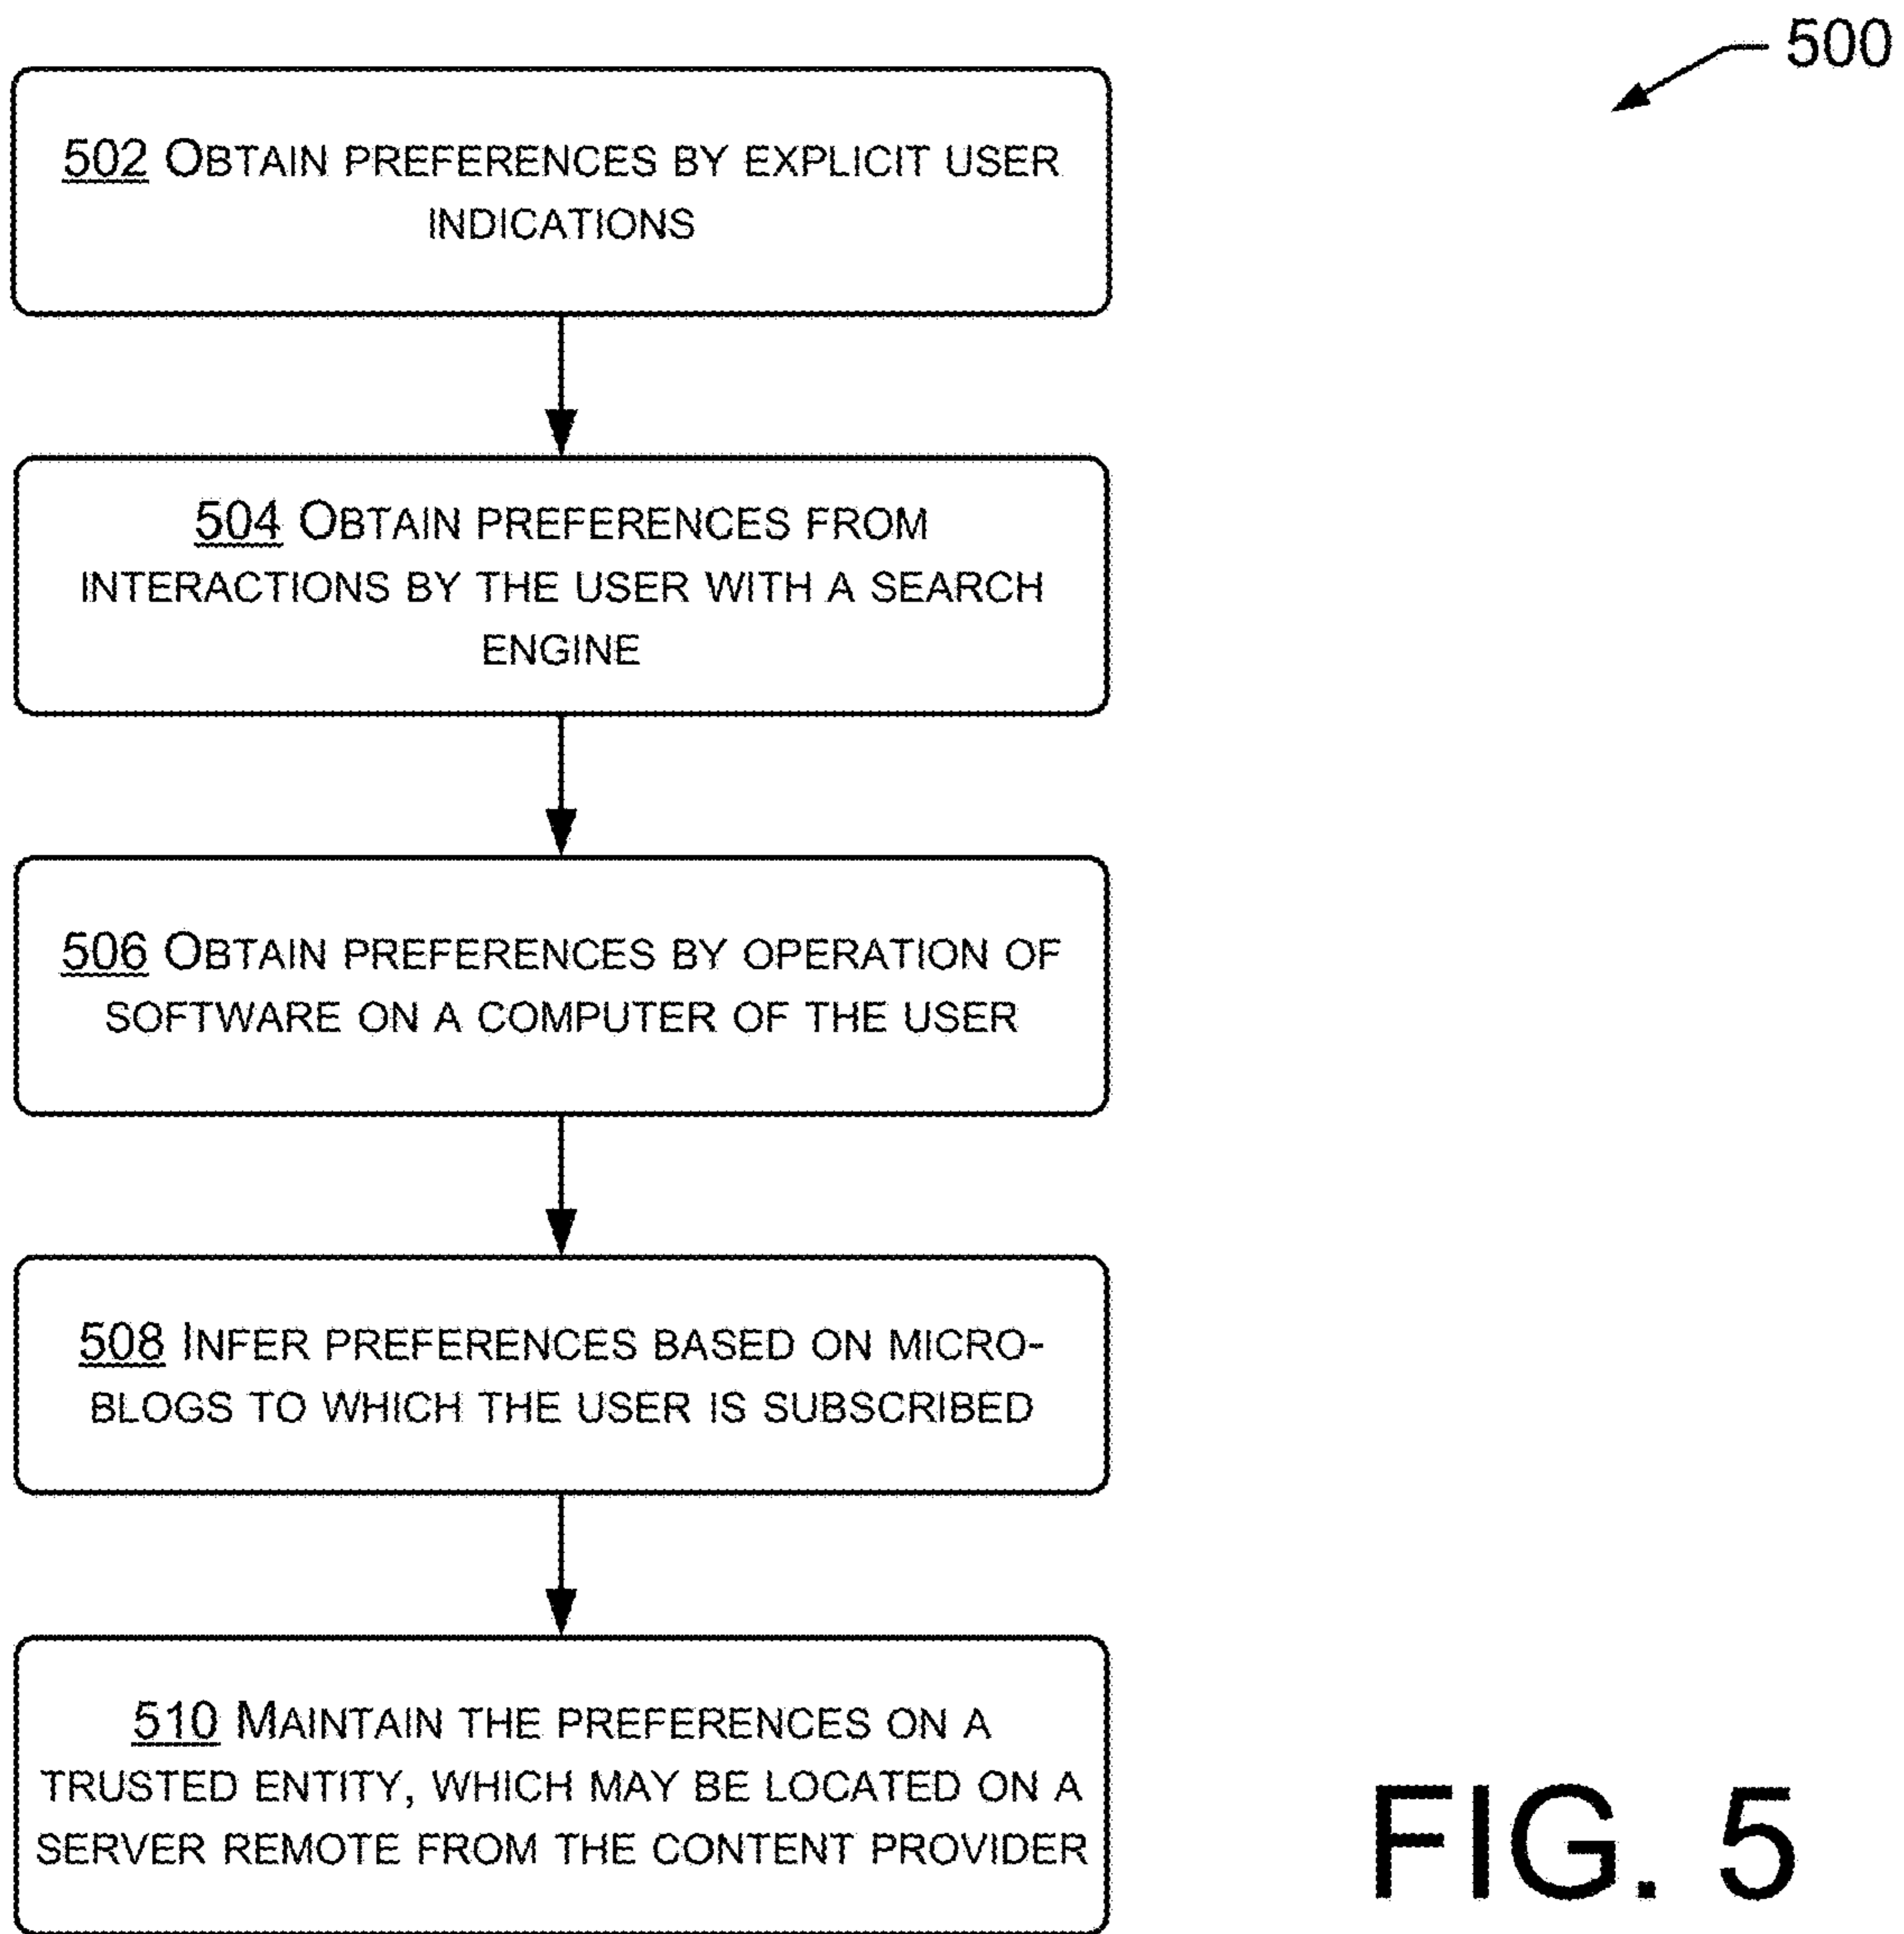 500
502 OBTAIN PREFERENCES BY EXPLICIT USER
INDICATIONS
504 OBTAIN PREFERENCES FROM
INTERACTIONS BY THE USER WITH A SEARCH
ENGINE
506 OBTAIN PREFERENCES BY OPERATION OF
SOFTWARE ON A COMPUTER OF THE USER
508 INFER PREFERENCES BASED ON MICRO-
BLOGS TO WHICH THE USER IS SUBSCRIBED
510 MAINTAIN THE PREFERENCES ON A
TRUSTED ENTITY, WHICH MAY BE LOCATED ON A
SERVER REMOTE FROM THE CONTENT PROVIDER
FIG. 5